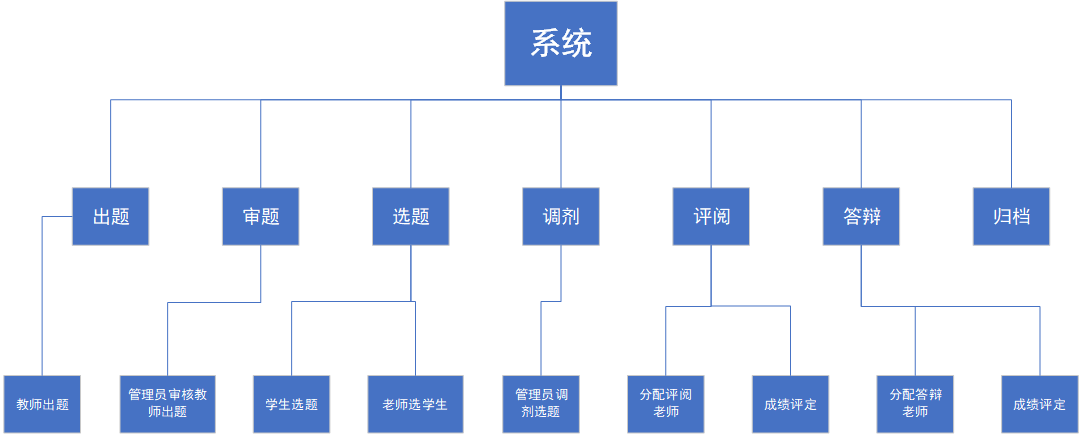 系统
出题
审题
选题
调剂
评阅
答辩
归档
教师出题
管理员审核教
师出题
学生选题
老师选学生
管理员调
剂选题
分配评阅
老师
成绩评定
分配答辩
老师
成绩评定